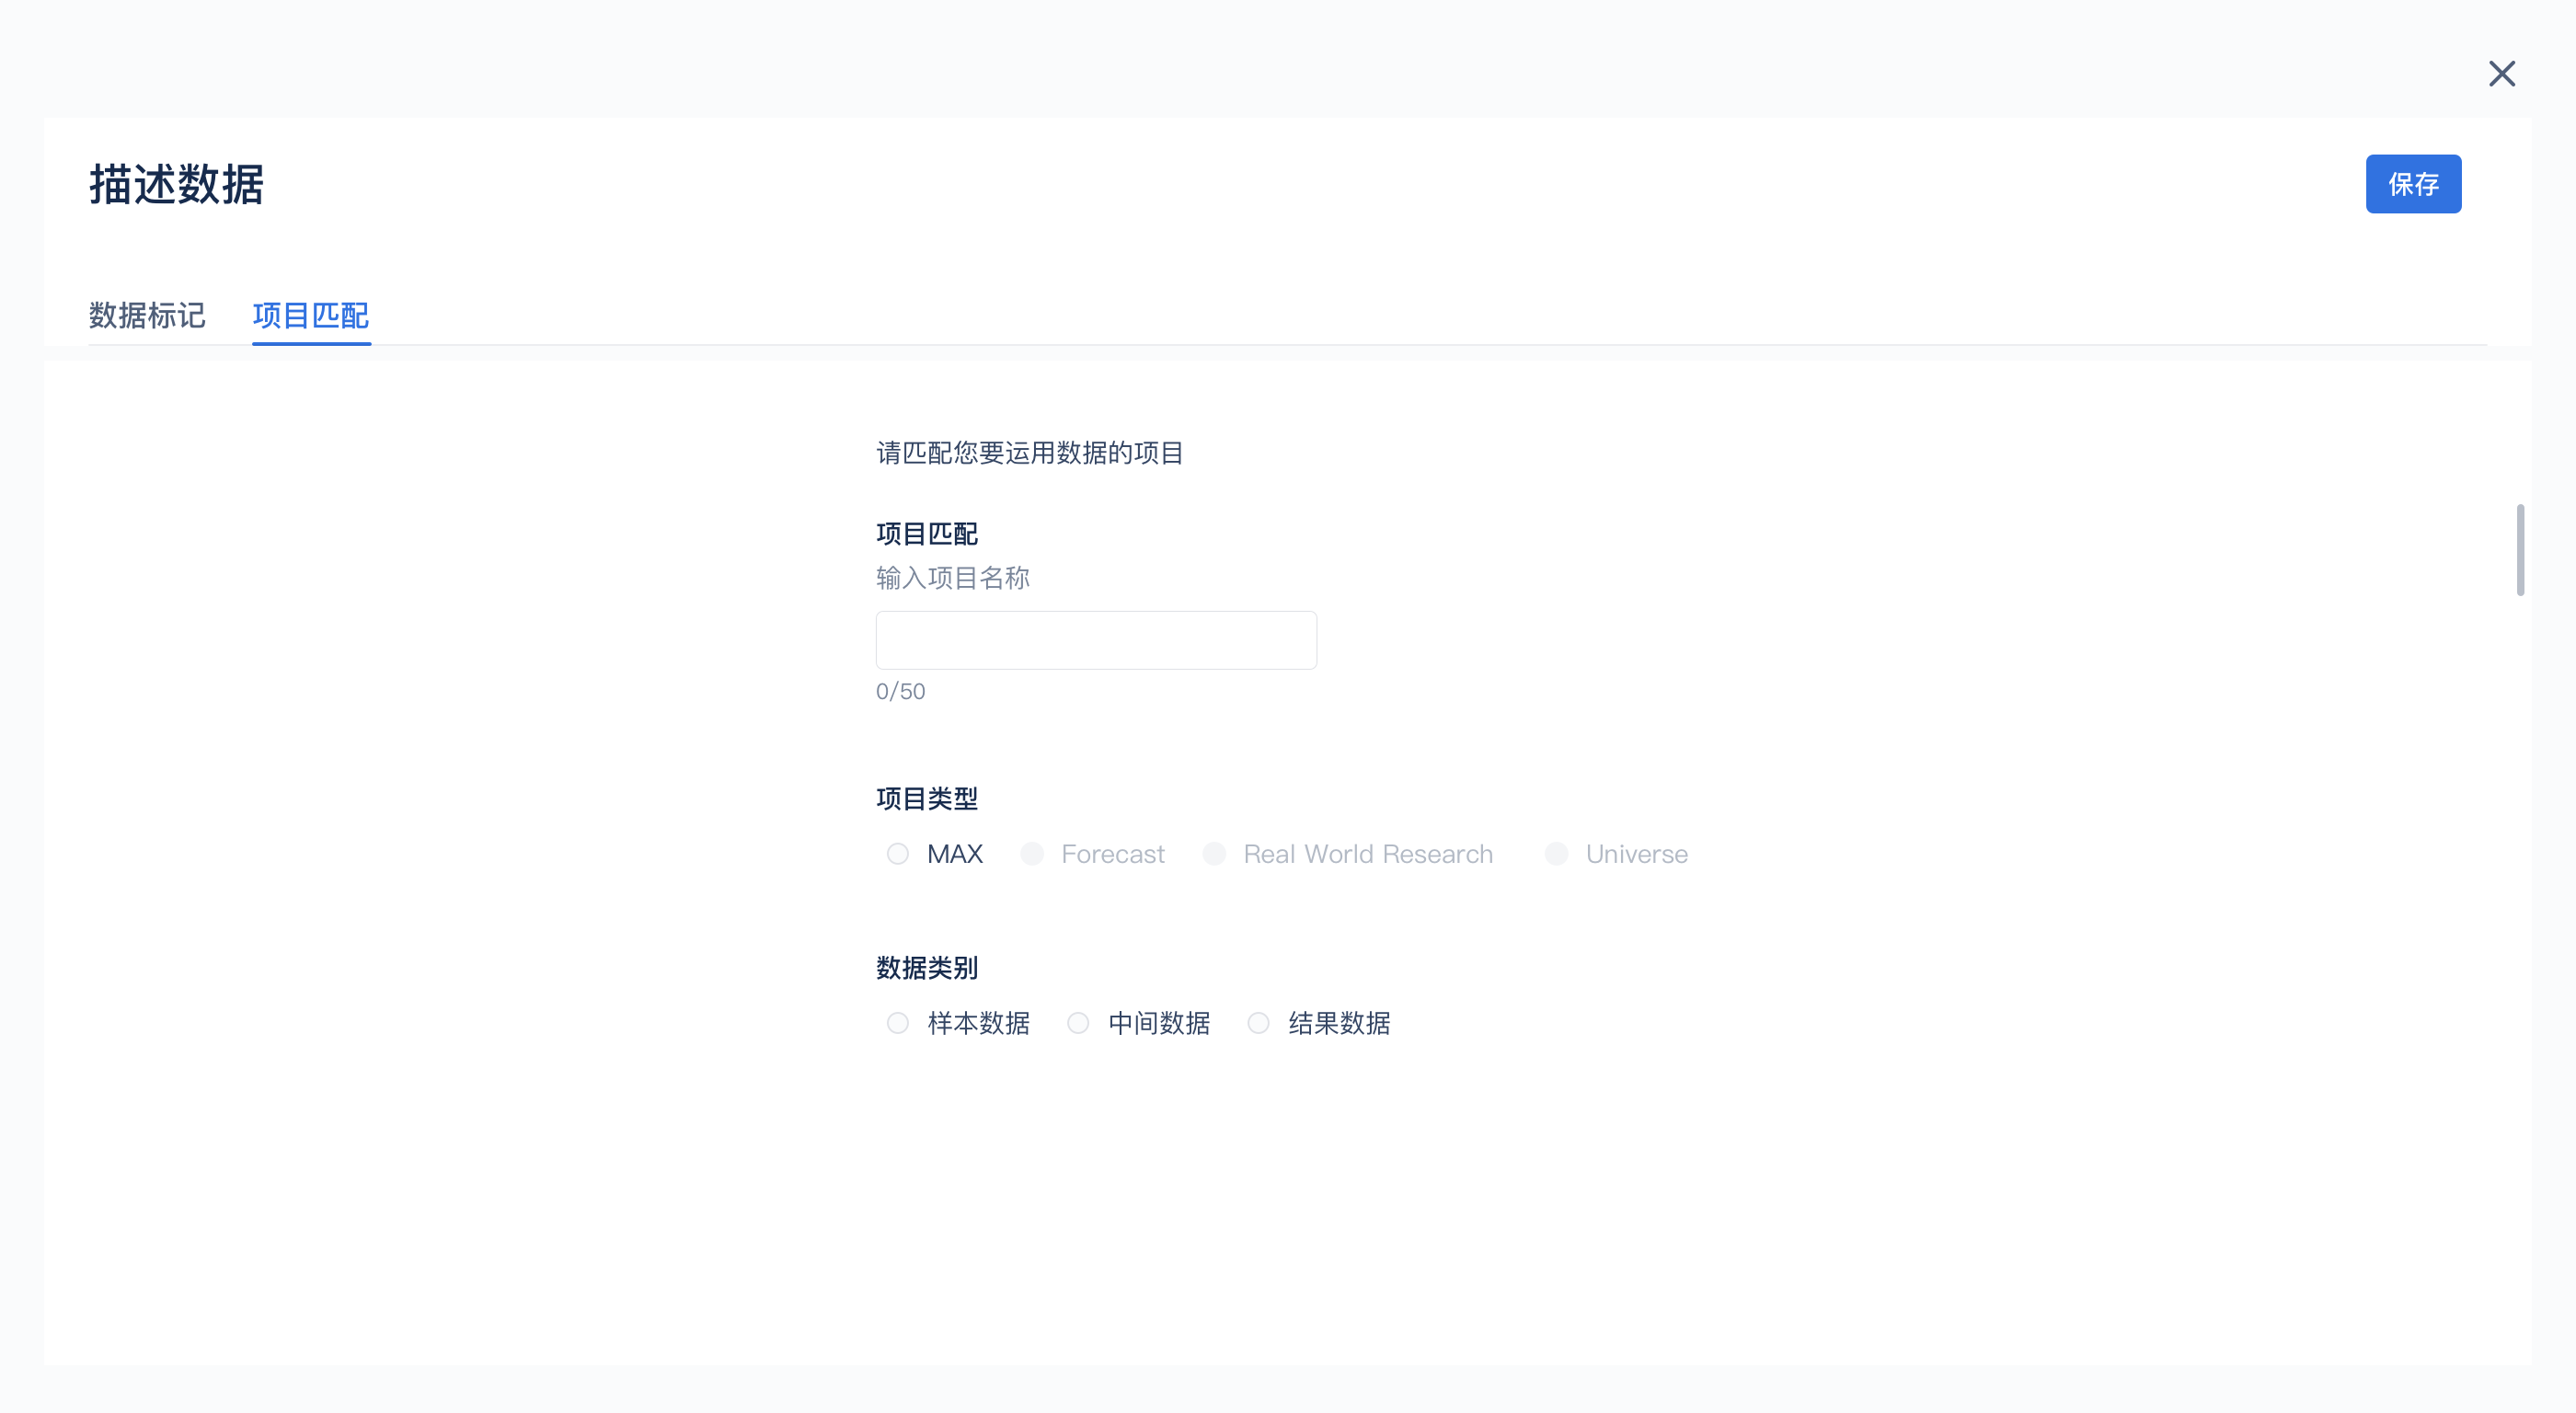 描述数据
保存
数据标记 项目匹配
请匹配您要运用数据的项目
项目匹配
输入项目名称
0/50
项目类型
MAX Forecast Real World Research Universe
数据类别
样本数据 中间数据 结果数据